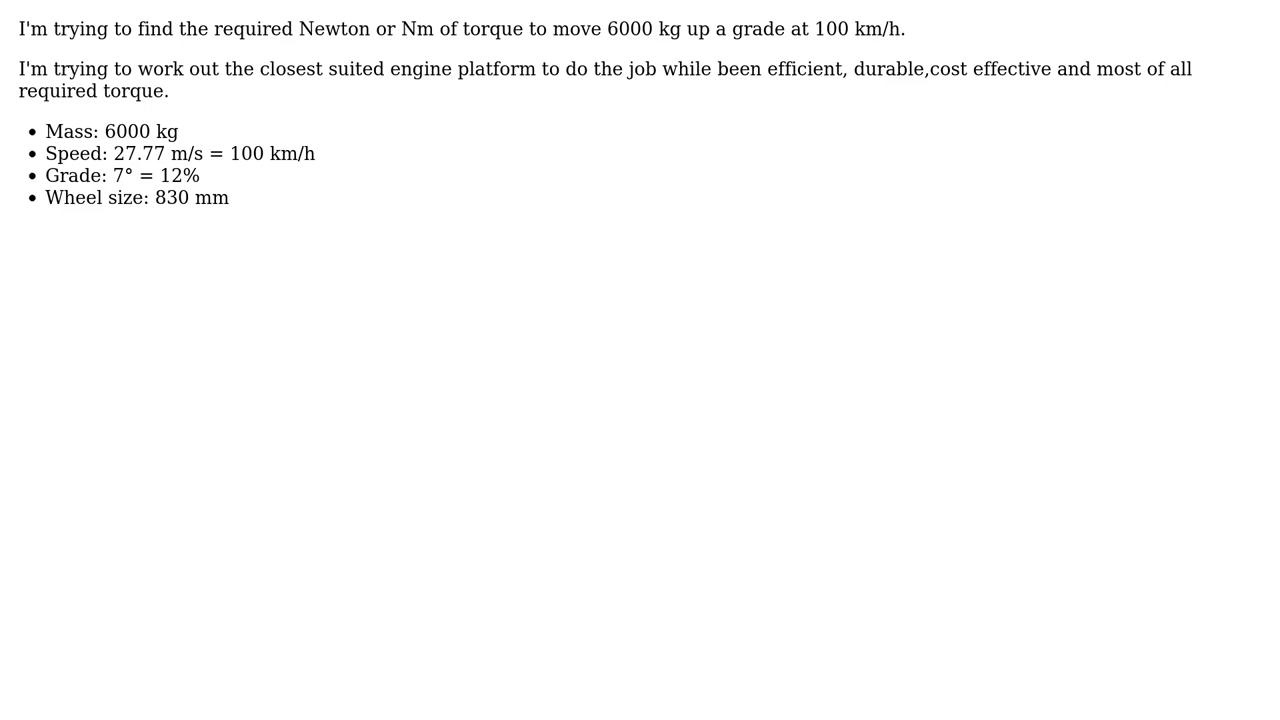 I'm trying to find the required Newton or Nm of torque to move 6000 kg up a grade at 100 km/h.
I'm trying to work out the closest suited engine platform to do the job while been efficient, durable,cost effective and most of all
required torque.
• Mass: 6000 kg
• Speed: 27.77 m/s = 100 km/h
• Grade: 7° = 12%
• Wheel size: 830 mm